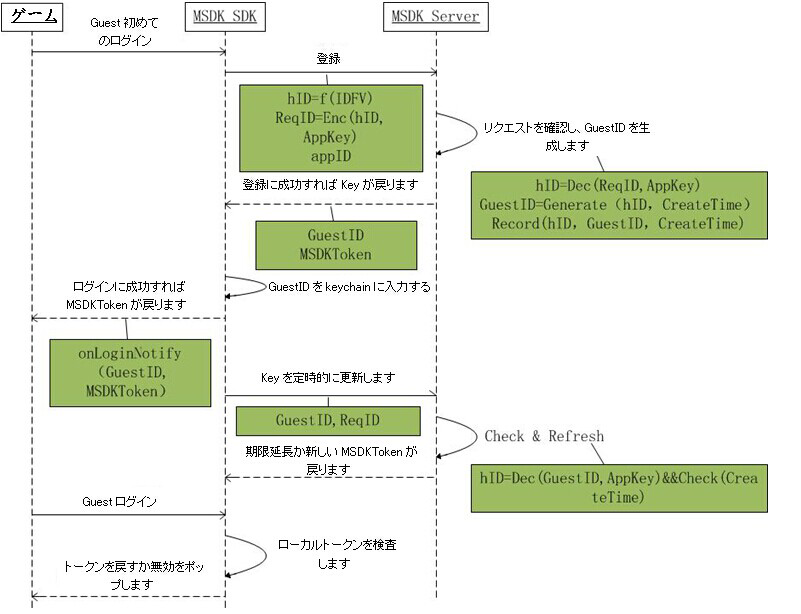 ゲーム
MSDK SDK
MSDK Server
Guest 初めて
のログイン
登録
hID=f(IDFV)
ReqID=Enc(hID,
AppKey)
appID
リクエストを確認し、GuestID を生
成します
hID=Dec(ReqID,AppKey)
GuestID=Generate（hID，CreateTime）
Record(hID，GuestID，CreateTime)
登録に成功すれば Key が戻ります
GuestID
MSDKToken
GuestID を keychain に入力する
ログインに成功すれば
MSDKToken が戻ります
onLoginNotify
（GuestID,
MSDKToken）
Key を定時的に更新します
GuestID,ReqID
Check & Refresh
hID=Dec(GuestID,AppKey)&&Check(Crea
teTime)
期限延長か新しい MSDKToken が
戻ります
Guest ログイン
ローカルトークンを検査
します
トークンを戻すか無効をポッ
プします